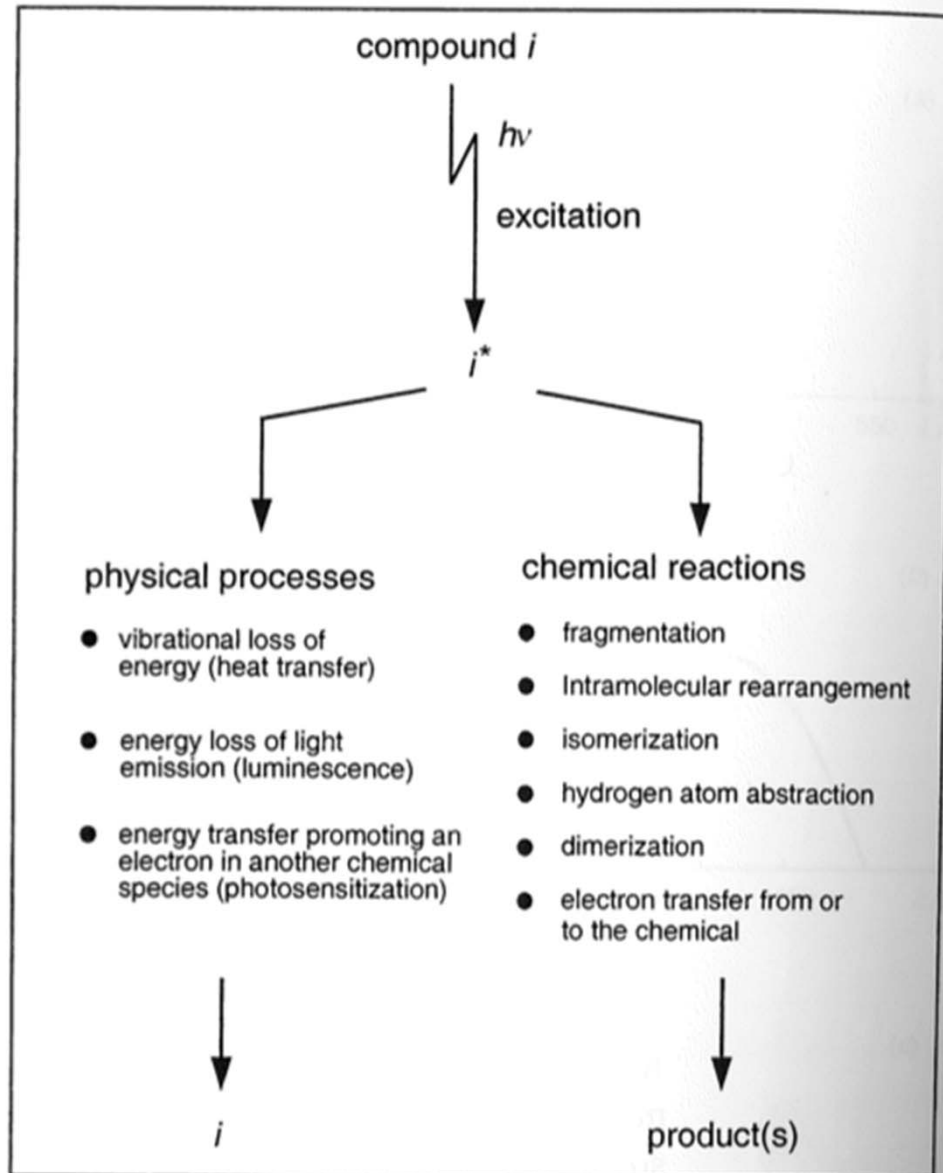 compound i
hν
excitation
i*
physical processes
● vibrational loss of
energy (heat transfer)
● energy loss of light
emission (luminescence)
● energy transfer promoting an
electron in another chemical
species (photosensitization)
i
chemical reactions
● fragmentation
● Intramolecular rearrangement
● isomerization
● hydrogen atom abstraction
● dimerization
● electron transfer from or
to the chemical
product(s)